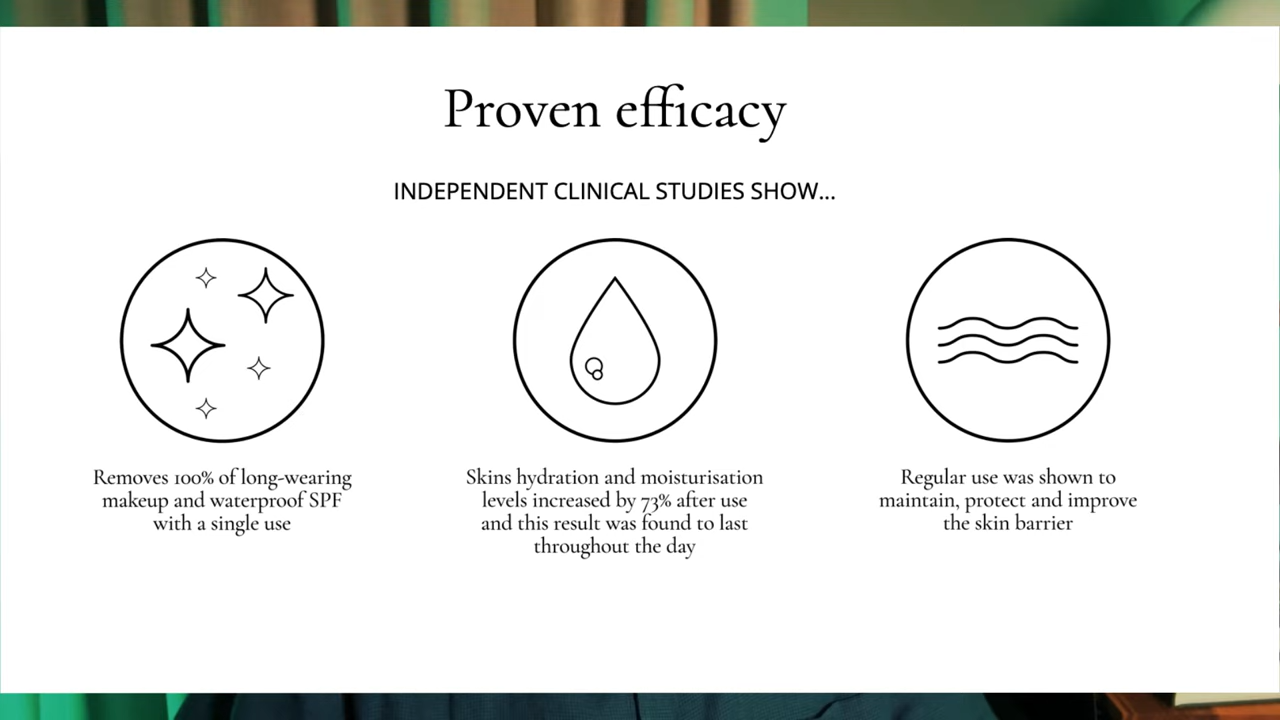 Proven efficacy
INDEPENDENT CLINICAL STUDIES SHOW...
Removes 100% of long-wearing
makeup and waterproof SPF
with a single use
Skins hydration and moisturisation
levels increased by 73% after use
and this result was found to last
throughout the day
Regular use was shown to
maintain, protect and improve
the skin barrier